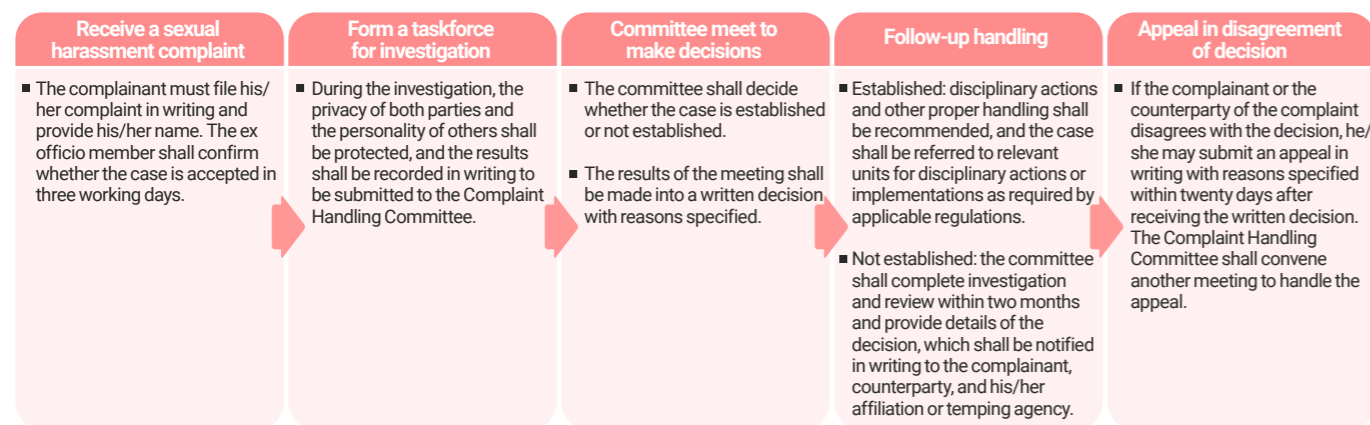 Receive a sexual
harassment complaint
■ The complainant must file his/
her complaint in writing and
provide his/her name. The ex
officio member shall confirm
whether the case is accepted in
three working days.
Form a taskforce
for investigation
■ During the investigation, the
privacy of both parties and
the personality of others shall
be protected, and the results
shall be recorded in writing to
be submitted to the Complaint
Handling Committee.
Committee meet to
make decisions
■ The committee shall decide
whether the case is established
or not established.
■ The results of the meeting shall
be made into a written decision
with reasons specified.
Follow-up handling
■ Established: disciplinary actions
and other proper handling shall
be recommended, and the case
shall be referred to relevant
units for disciplinary actions or
implementations as required by
applicable regulations.
■ Not established: the committee
shall complete investigation
and review within two months
and provide details of the
decision, which shall be notified
in writing to the complainant,
counterparty, and his/her
affiliation or temping agency.
Appeal in disagreement
of decision
■ If the complainant or the
counterparty of the complaint
disagrees with the decision, he/
she may submit an appeal in
writing with reasons specified
within twenty days after
receiving the written decision.
The Complaint Handling
Committee shall convene
another meeting to handle the
appeal.